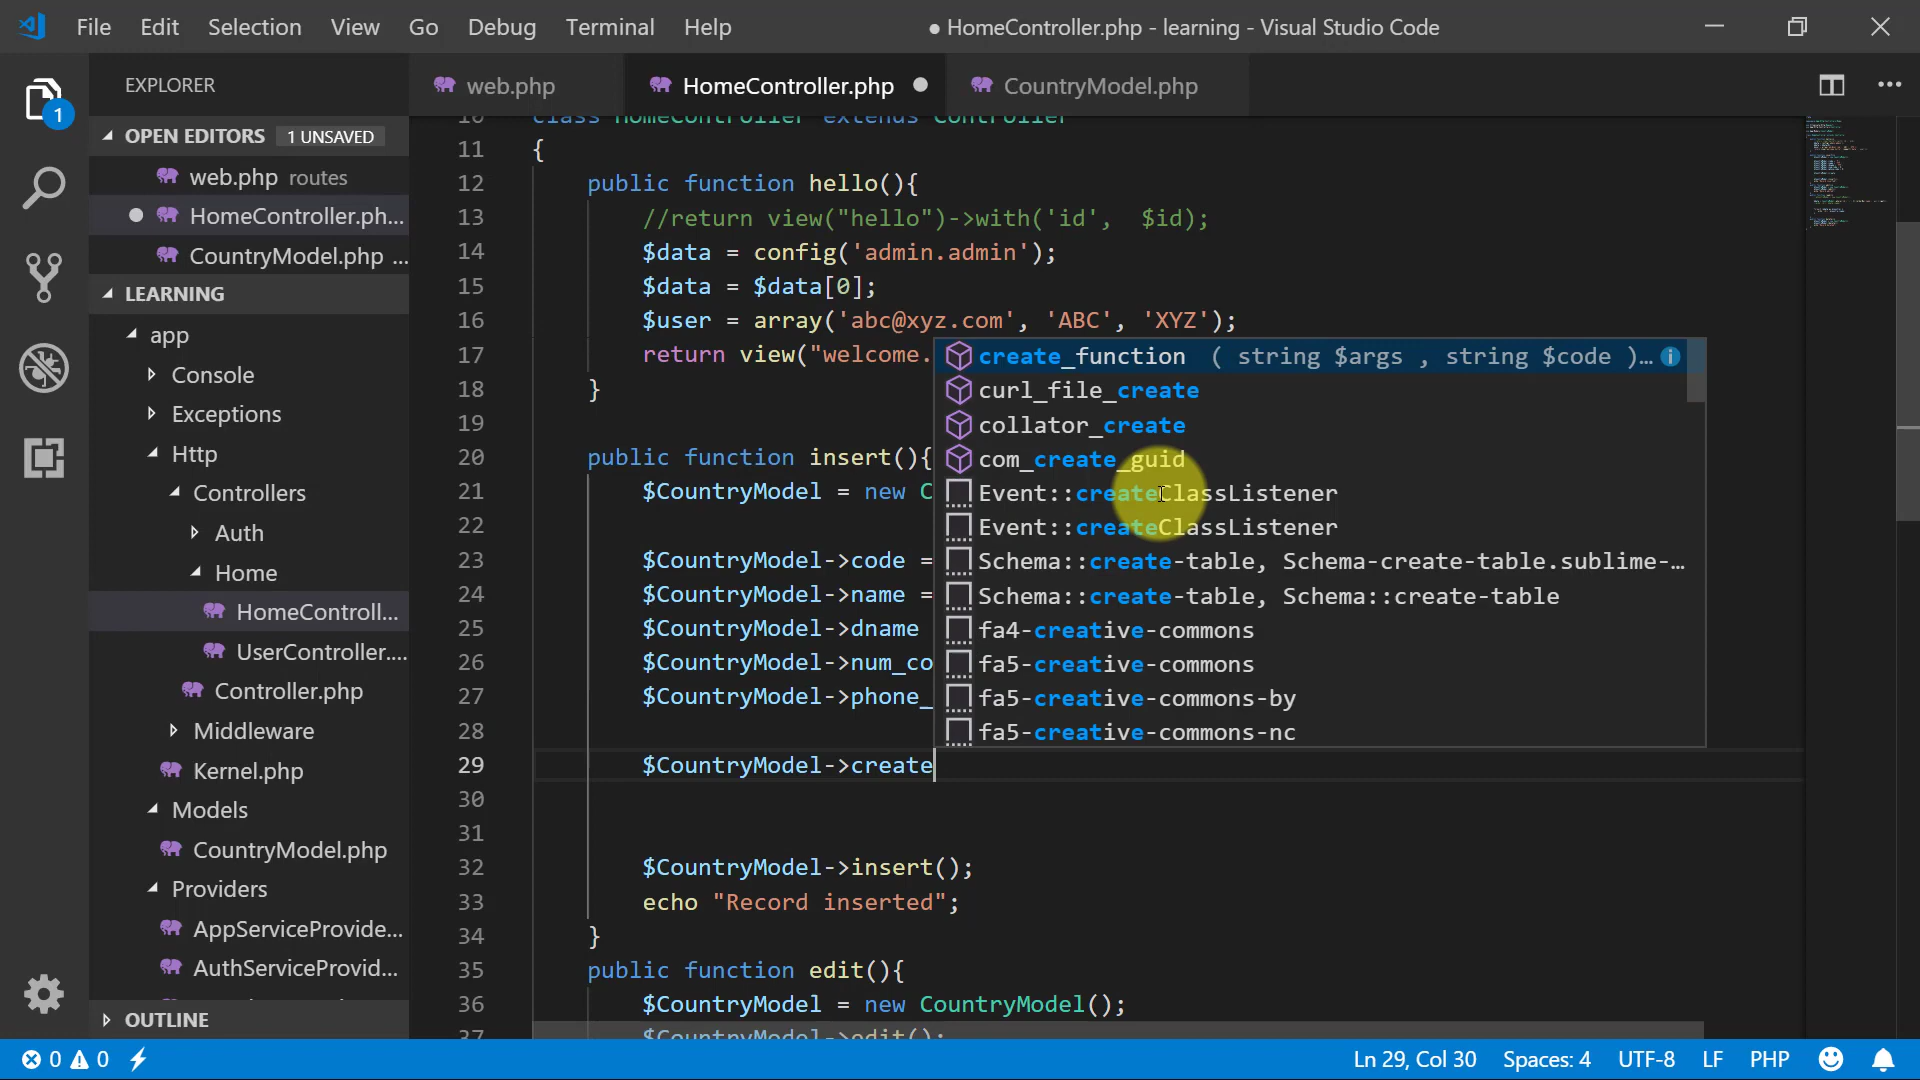 File Edit Selection View Go Debug Terminal Help ● HomeController.php - learning - Visual Studio Code
EXPLORER
web.php HomeController.php CountryModel.php
1
OPEN EDITORS 1 UNSAVED
web.php routes
HomeController.ph...
CountryModel.php ...
LEARNING
app
Console
Exceptions
Http
Controllers
Auth
Home
HomeControll...
UserController....
Controller.php
Middleware
Kernel.php
Models
CountryModel.php
Providers
AppServiceProvide...
AuthServiceProvid...
OUTLINE
10 class HomeController extends Controller
11 {
12 public function hello(){
13 //return view("hello")->with('id', $id);
14 $data = config('admin.admin');
15 $data = $data[0];
16 $user = array('abc@xyz.com', 'ABC', 'XYZ');
17 return view("welcome.
18 }
19
20 public function insert(){
21 $CountryModel = new C
22
23 $CountryModel->code =
24 $CountryModel->name =
25 $CountryModel->dname
26 $CountryModel->num_co
27 $CountryModel->phone_
28
29 $CountryModel->create
30
31
32 $CountryModel->insert();
33 echo "Record inserted";
34 }
35 public function edit(){
36 $CountryModel = new CountryModel();
37 $CountryModel->edit();
create_function ( string $args , string $code )...
curl_file_create
collator_create
com_create_guid
Event::createClassListener
Event::createClassListener
Schema::create-table, Schema-create-table.sublime-...
Schema::create-table, Schema::create-table
fa4-creative-commons
fa5-creative-commons
fa5-creative-commons-by
fa5-creative-commons-nc
0 0 Ln 29, Col 30 Spaces: 4 UTF-8 LF PHP